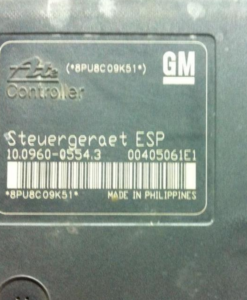 Ate (*8PU8C09K51*) GM
Controller
Steuergeraet ESP
10.0960-0554.3 00405061E1
*8PU8C09K51* MADE IN PHILIPPINES